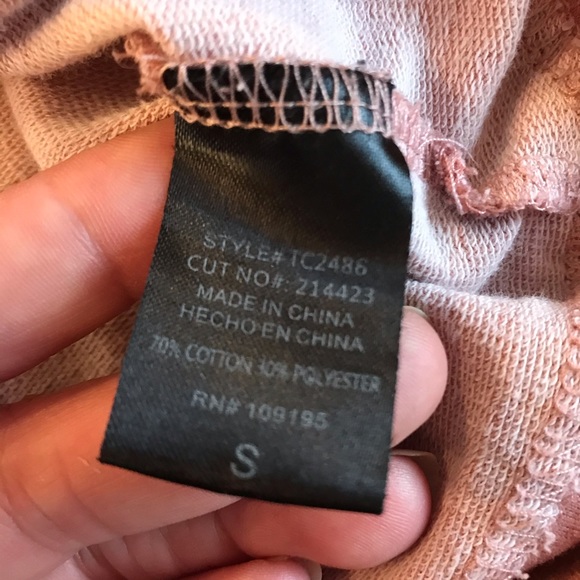 STYLE# TC2486
CUT NO#: 214423
MADE IN CHINA
HECHO EN CHINA
70% COTTON 30% POLYESTER
RN# 109195
S